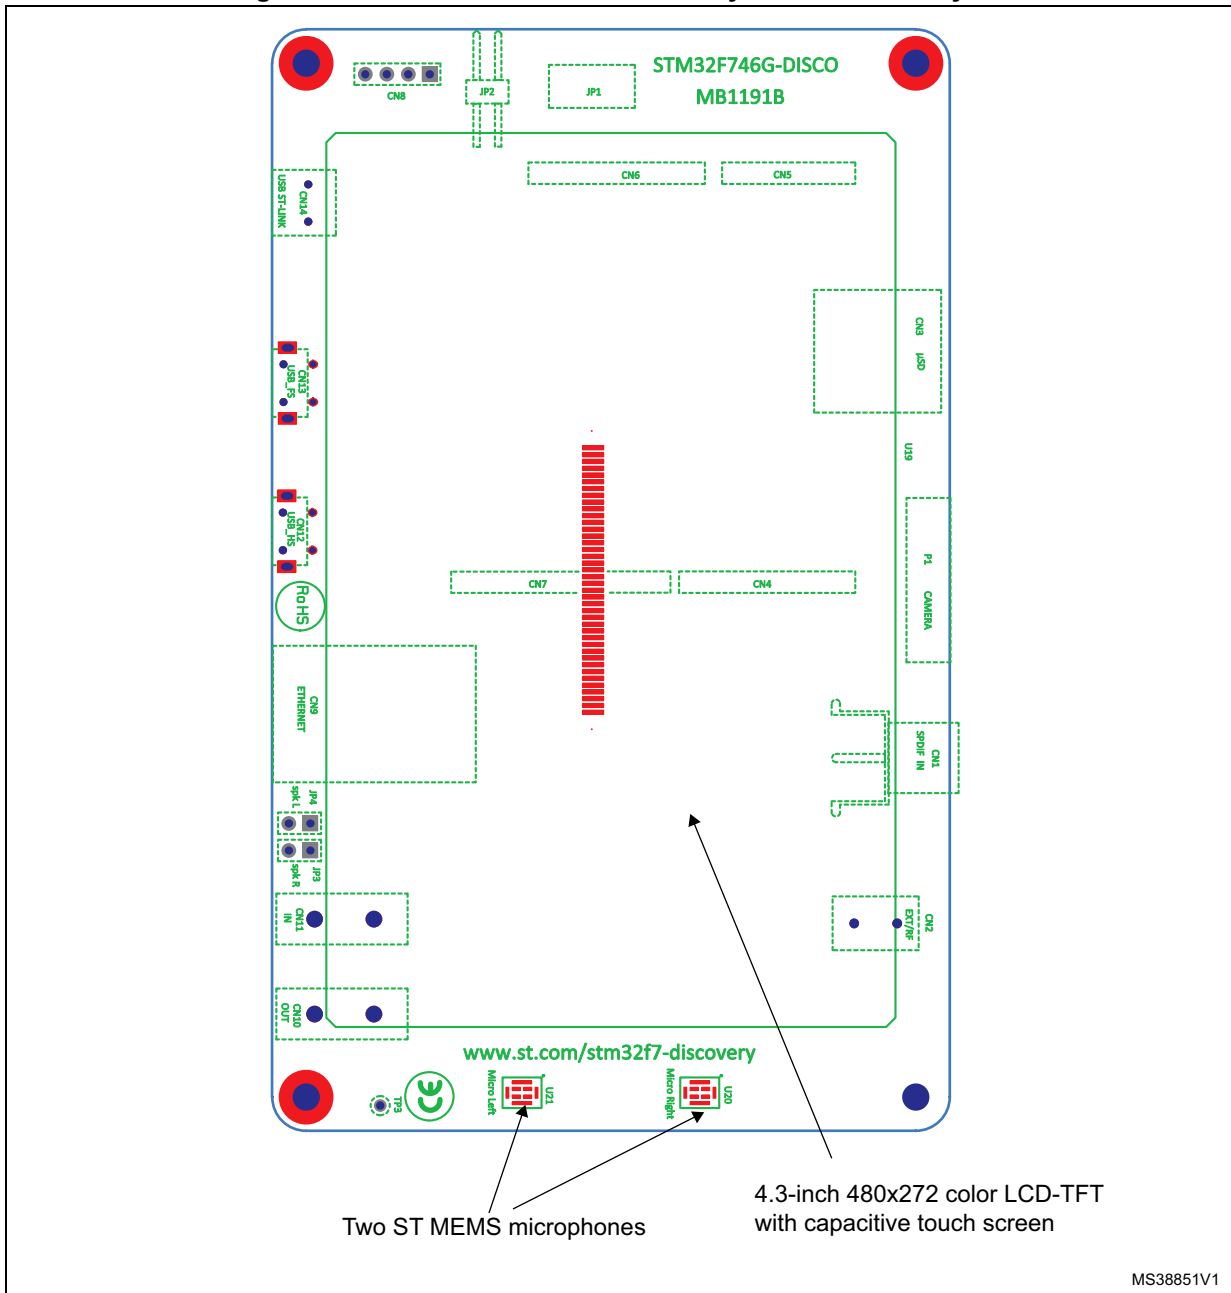 STM32F746G-DISCO
MB1191B
CN8
JP2
JP1
CN6
CN5
CN14
USB ST-LINK
CN3
µSD
CN13
USB_FS
U19
CN12
USB_HS
P1
CAMERA
CN7
CN4
RoHS
CN9
ETHERNET
CN1
SPDIF IN
JP4
spk L
JP3
spk R
CN11
IN
CN2
EXT/RF
CN10
OUT
www.st.com/stm32f7-discovery
TP3
CE
Micro Left
U21
Micro Right
U20
Two ST MEMS microphones
4.3-inch 480x272 color LCD-TFT
with capacitive touch screen
MS38851V1